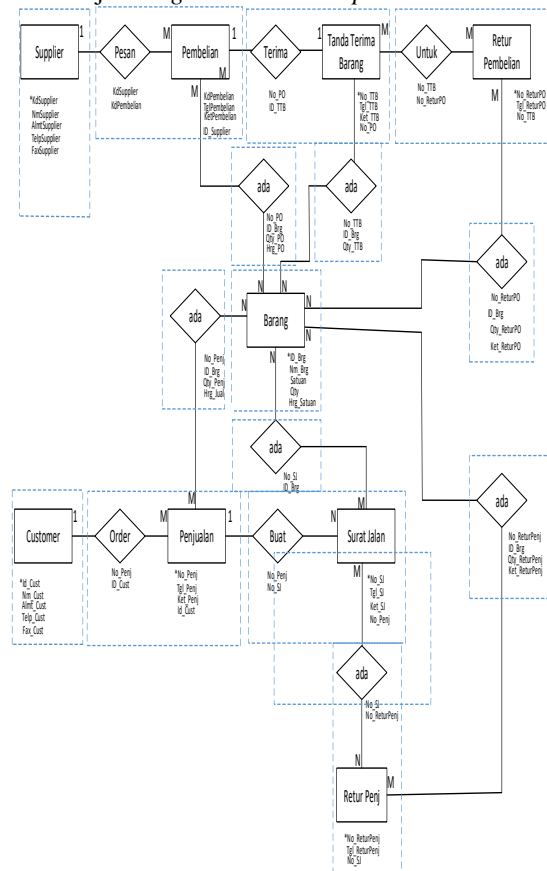 1
M
1
1
M
M
Supplier
Pesan
Pembelian
Terima
Tanda Terima
Barang
Untuk
Retur
Pembelian
M
M
M
M
*KdSupplier
NmSupplier
AlmtSupplier
TelpSupplier
FaxSupplier
KdSupplier
KdPembelian
KdPembelian
TglPembelian
KetPembelian
ID_Supplier
No_PO
ID_TTB
*No_TTB
Tgl_TTB
Ket_TTB
No_PO
No_TTB
No_ReturPO
*No_ReturPO
Tgl_ReturPO
No_TTB
ada
No_PO
ID_Brg
Qty_PO
Hrg_PO
ada
No_TTB
ID_Brg
Qty_TTB
ada
No_ReturPO
ID_Brg
Qty_ReturPO
Ket_ReturPO
N
N
N
N
N
N
ada
Barang
No_Penj
ID_Brg
Qty_Penj
Hrg_Jual
*ID_Brg
Nm_Brg
Satuan
Qty
Hrg_Satuan
ada
No_SJ
ID_Brg
ada
No_ReturPenj
ID_Brg
Qty_ReturPenj
Ket_ReturPenj
M
M
1
M
1
N
Customer
Order
Penjualan
Buat
Surat Jalan
*Id_Cust
Nm_Cust
Almt_Cust
Telp_Cust
Fax_Cust
No_Penj
ID_Cust
*No_Penj
Tgl_Penj
Ket_Penj
Id_Cust
No_Penj
No_SJ
M
*No_SJ
Tgl_SJ
Ket_SJ
No_Penj
ada
No_SJ
No_ReturPenj
N
M
Retur Penj
*No_ReturPenj
Tgl_ReturPenj
No_SJ